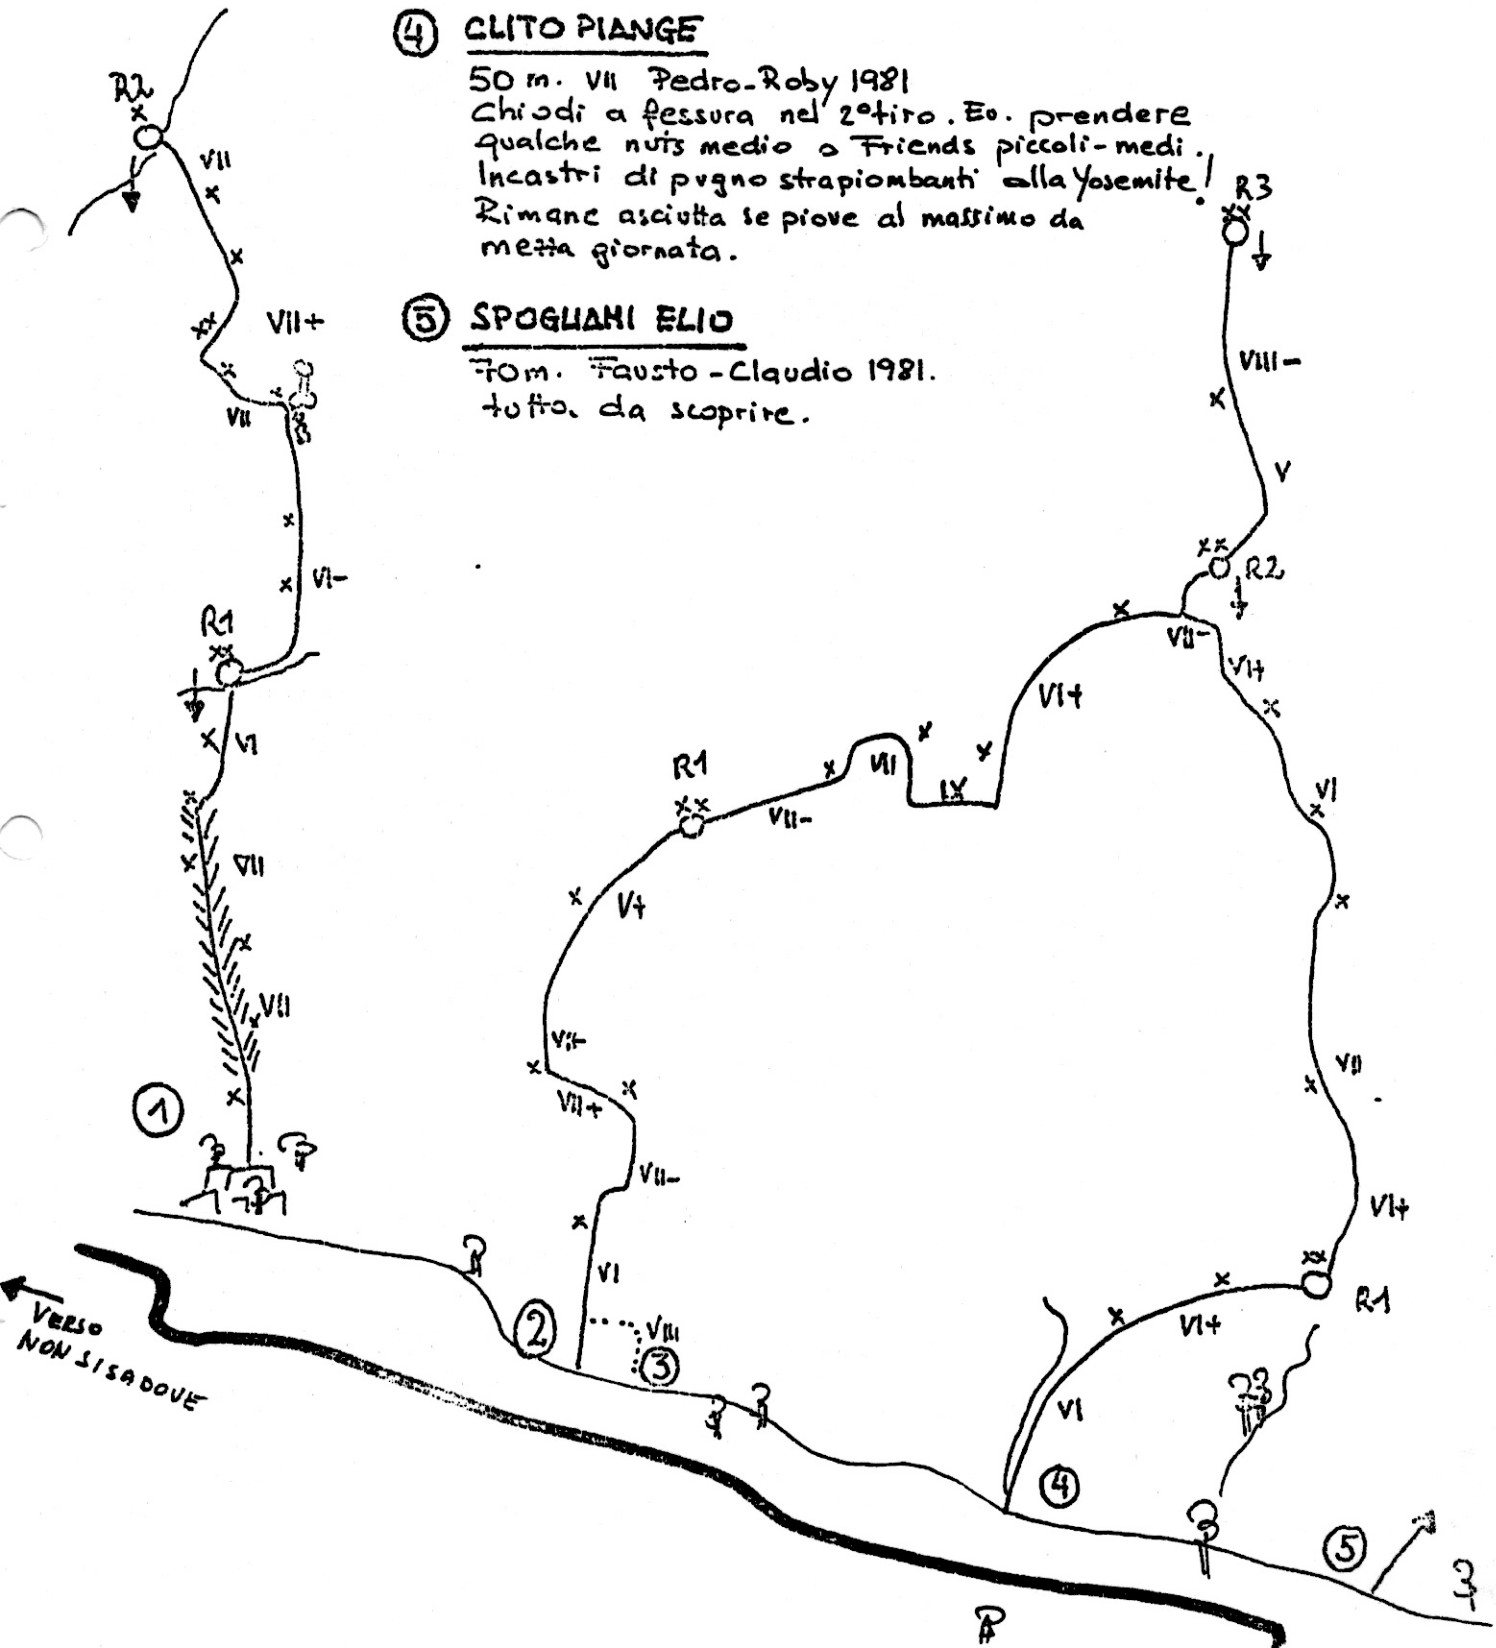 ④ CLITO PIANGE
50 m. VII Pedro-Roby 1981
Chiodi a fessura nel 2º tiro. Ev. prendere
qualche nuts medio o Friends piccoli-medi.
Incastri di pugno strapiombanti alla Yosemite!
Rimane asciutta se piove al massimo da
mezza giornata.
⑤ SPOGLIAMI ELIO
70m. Fausto-Claudio 1981.
tutta da scoprire.
R2
VII
VII+
VII
VI-
R1
VI
VII
VII
①
R3
VIII-
V
R2
VII-
VI+
VI+
VI
VII
VI+
R1
VI+
VI
④
⑤
R1
VII-
VII
IX
V+
VII+
VII-
VI
VIII
②
③
VERSO
NON SI SA DOVE